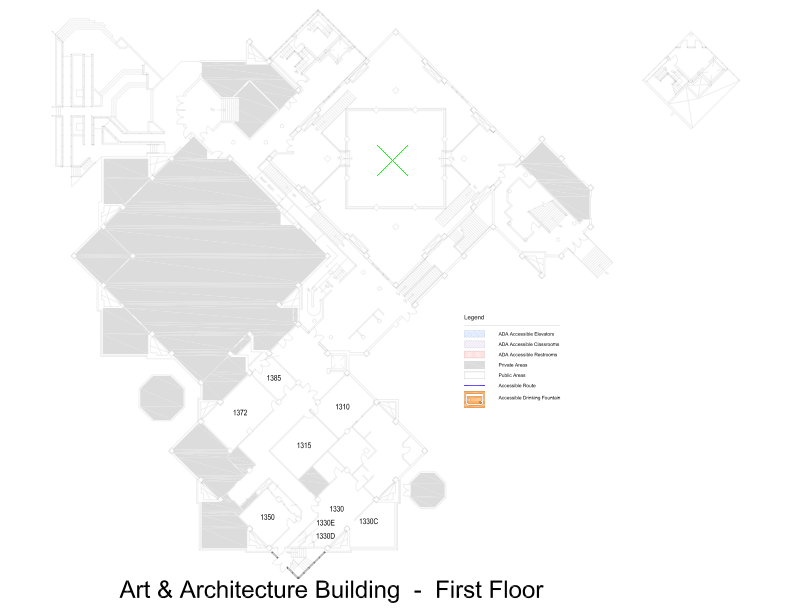 Legend
ADA Accessible Elevators
ADA Accessible Classrooms
ADA Accessible Restrooms
Private Areas
Public Areas
Accessible Route
Accessible Drinking Fountain
1385
1310
1372
1315
1330
1350
1330E
1330C
1330D
Art & Architecture Building - First Floor